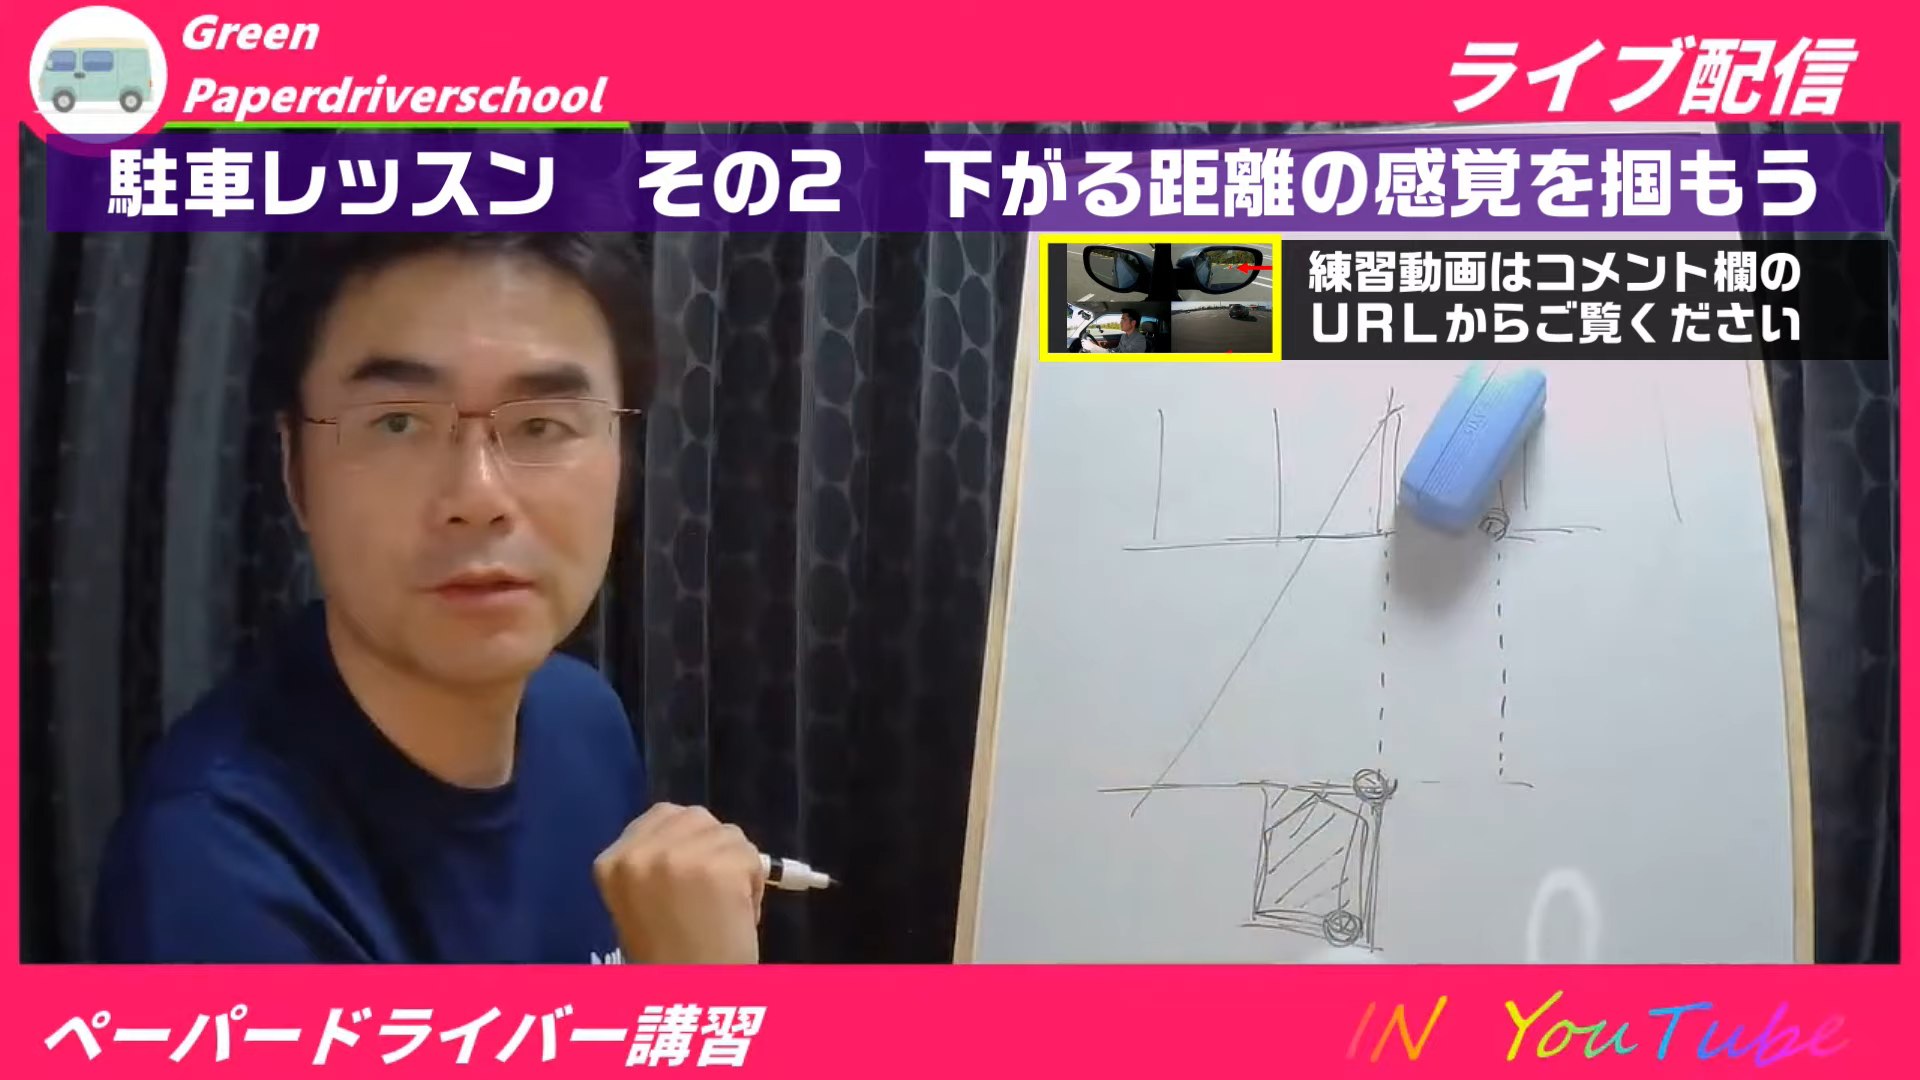 Green
Paperdriverschool
ライブ配信
駐車レッスン その2 下がる距離の感覚を掴もう
練習動画はコメント欄の
URLからご覧ください
ペーパードライバー講習
IN YouTube